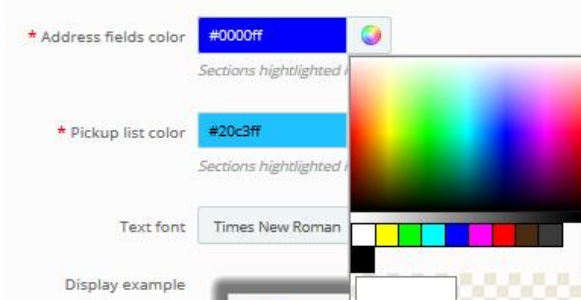 * Address fields color #0000ff
Sections hightlighted i
* Pickup list color #20c3ff
Sections hightlighted i
Text font Times New Roman
Display example